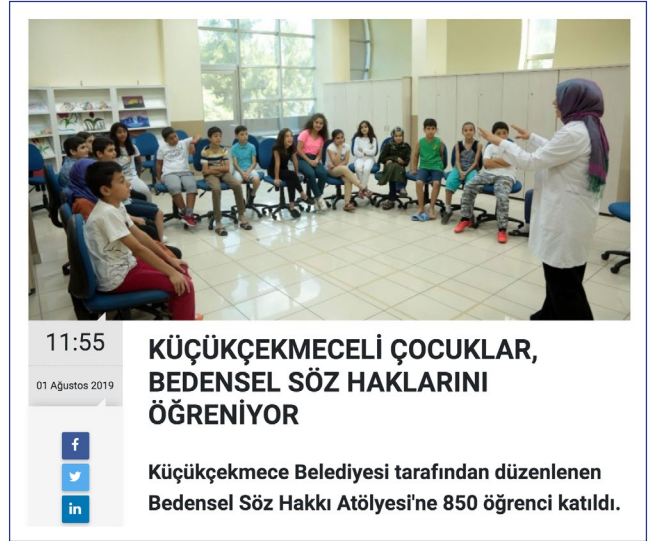 11:55
01 Ağustos 2019
KÜÇÜKÇEKMECELİ ÇOCUKLAR,
BEDENSEL SÖZ HAKLARINI
ÖĞRENİYOR
Küçükçekmece Belediyesi tarafından düzenlenen
Bedensel Söz Hakkı Atölyesi'ne 850 öğrenci katıldı.
f
in